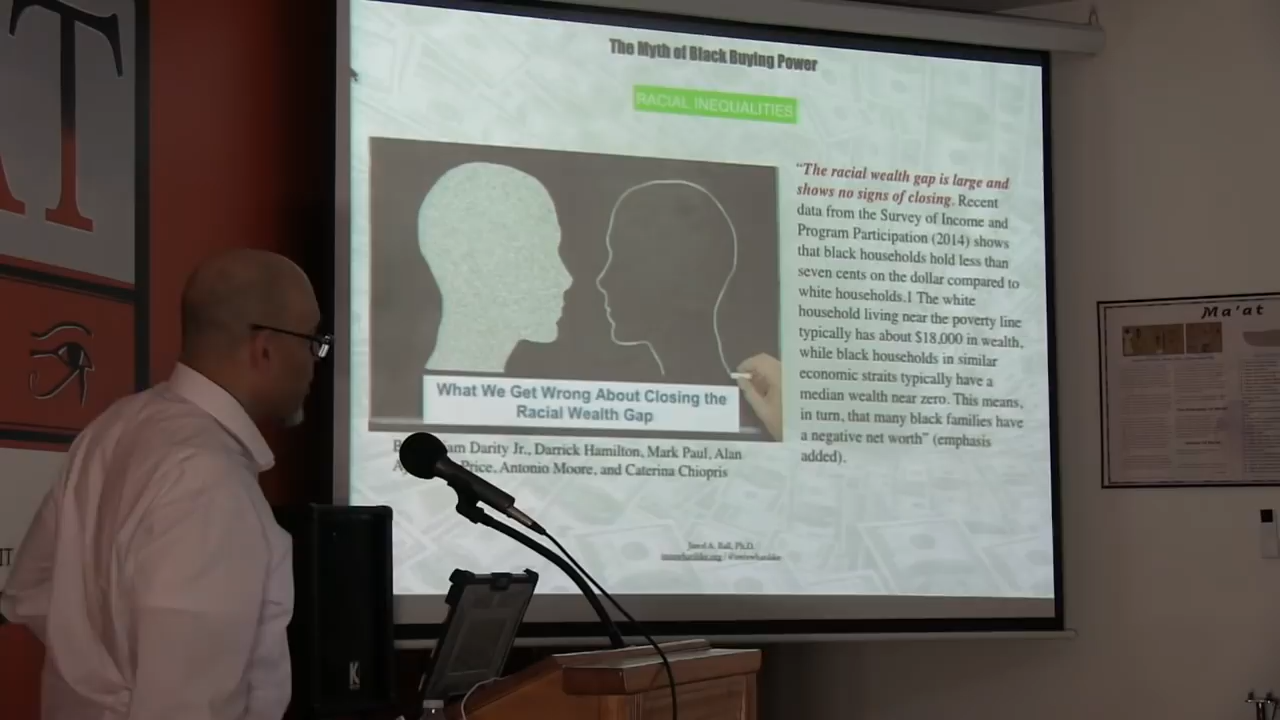 The Myth of Black Buying Power
RACIAL INEQUALITIES
"The racial wealth gap is large and
shows no signs of closing. Recent
data from the Survey of Income and
Program Participation (2014) shows
that black households hold less than
seven cents on the dollar compared to
white households.1 The white
household living near the poverty line
typically has about $18,000 in wealth,
while black households in similar
economic straits typically have a
median wealth near zero. This means,
in turn, that many black families have
a negative net worth" (emphasis
added).
What We Get Wrong About Closing the
Racial Wealth Gap
Darity Jr., Darrick Hamilton, Mark Paul, Alan
Price, Antonio Moore, and Caterina Chiopris
Jared A. Ball, Ph.D.
Ma'at
AT
IT
K